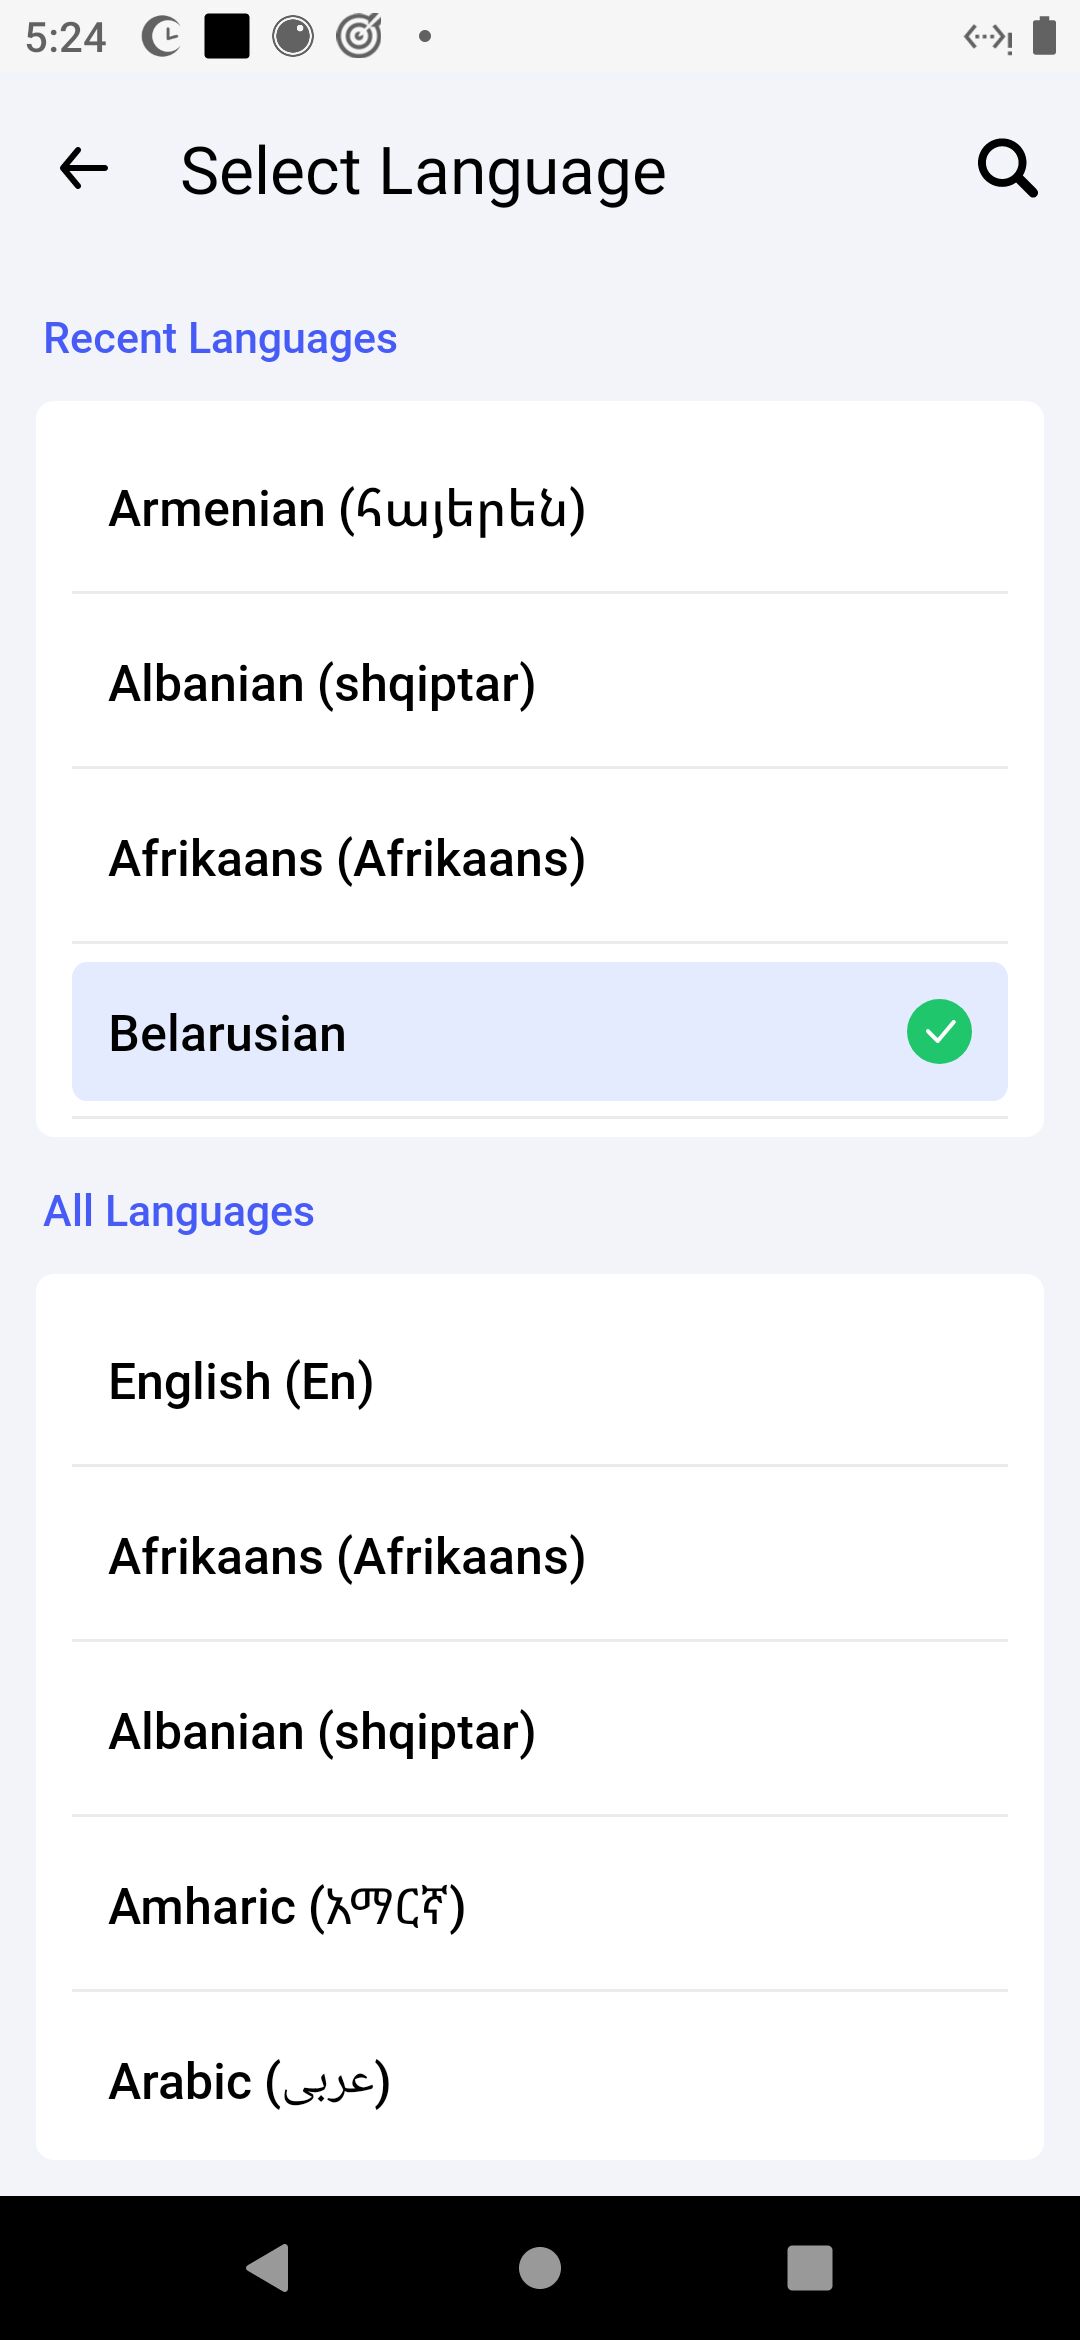 5:24
Select Language
Recent Languages
Armenian (հայերեն)
Albanian (shqiptar)
Afrikaans (Afrikaans)
Belarusian
All Languages
English (En)
Afrikaans (Afrikaans)
Albanian (shqiptar)
Amharic (አማርኛ)
Arabic (عربی)